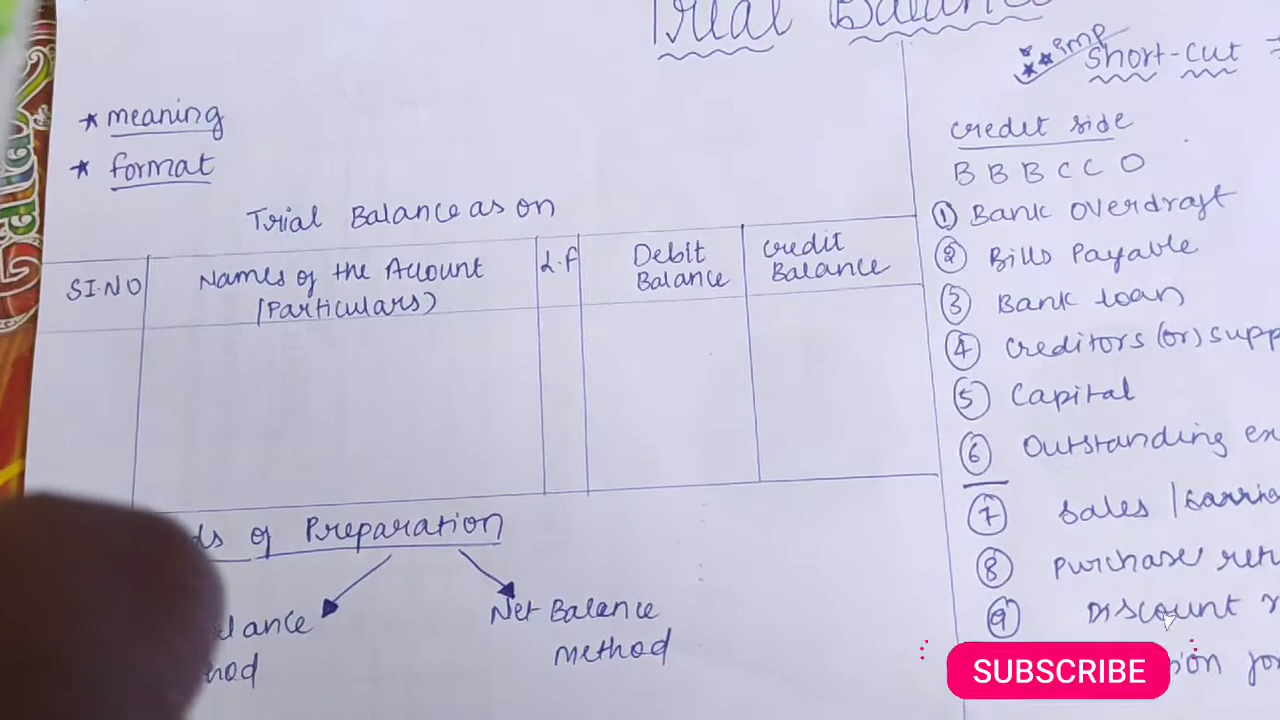 Trial Balance
* meaning
* format
Trial Balance as on
SI.NO
Names of the Account
(Particulars)
L.F
Debit
Balance
Credit
Balance
of Preparation
Net Balance
method
imp
Short-cut
Credit side
B B B C C O
① Bank overdraft
② Bills Payable
③ Bank loan
④ Creditors (or)
⑤ Capital
⑥ Outstanding
⑦ Sales /
⑧ Purchase
⑨ Discount
SUBSCRIBE